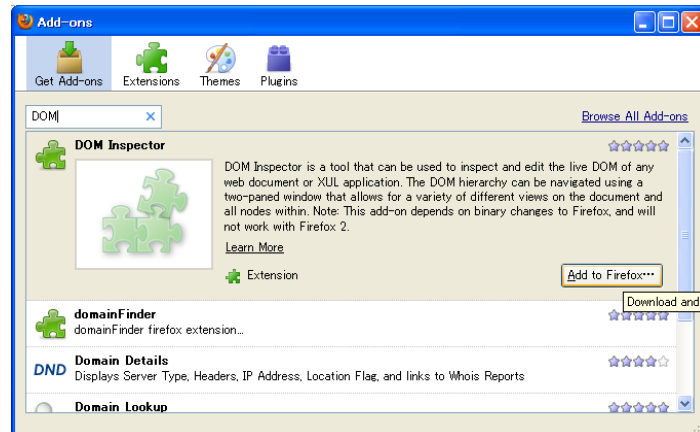 Add-ons
Get Add-ons Extensions Themes Plugins
DOM
Browse All Add-ons
DOM Inspector
DOM Inspector is a tool that can be used to inspect and edit the live DOM of any
web document or XUL application. The DOM hierarchy can be navigated using a
two-paned window that allows for a variety of different views on the document and
all nodes within. Note: This add-on depends on binary changes to Firefox, and will
not work with Firefox 2.
Learn More
Extension
Add to Firefox…
Download and
domainFinder
domainFinder firefox extension...
DND
Domain Details
Displays Server Type, Headers, IP Address, Location Flag, and links to Whois Reports
Domain Lookup